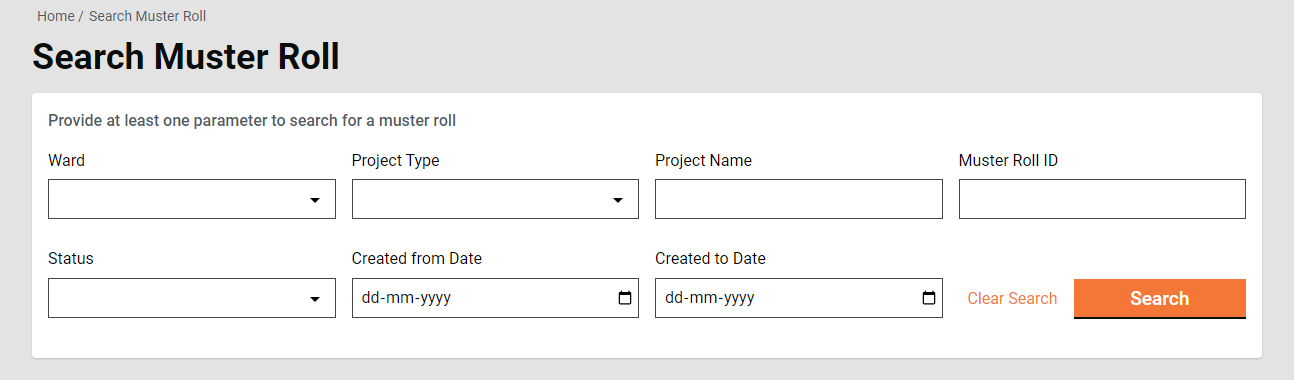 Home / Search Muster Roll
Search Muster Roll
Provide at least one parameter to search for a muster roll
Ward Project Type Project Name Muster Roll ID
Status Created from Date Created to Date
dd-mm-yyyy dd-mm-yyyy Clear Search Search